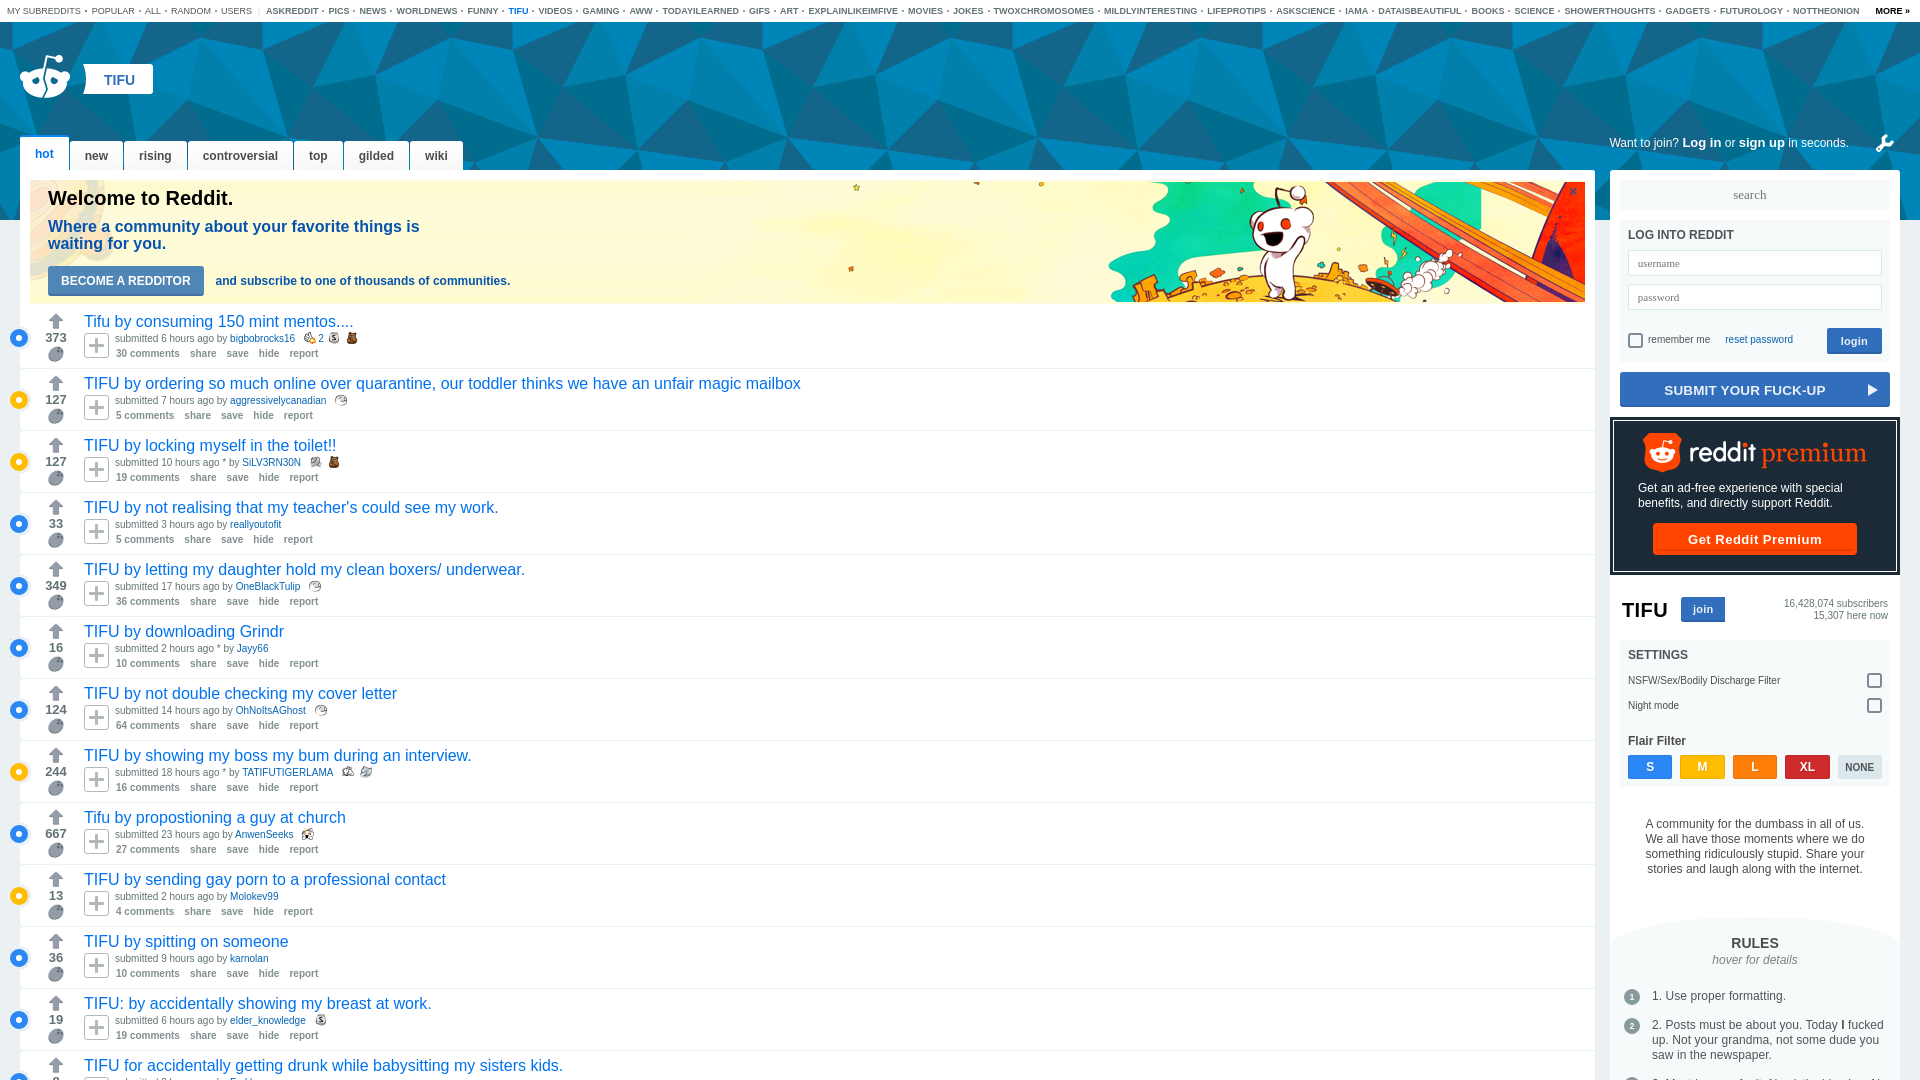 MY SUBREDDITS • POPULAR • ALL • RANDOM • USERS | ASKREDDIT • PICS • NEWS • WORLDNEWS • FUNNY • TIFU • VIDEOS • GAMING • AWW • TODAYILEARNED • GIFS • ART • EXPLAINLIKEIMFIVE • MOVIES • JOKES • TWOXCHROMOSOMES • MILDLYINTERESTING • LIFEPROTIPS • ASKSCIENCE • IAMA • DATAISBEAUTIFUL • BOOKS • SCIENCE • SHOWERTHOUGHTS • GADGETS • FUTUROLOGY • NOTTHEONION MORE »
TIFU
hot new rising controversial top gilded wiki
Want to join? Log in or sign up in seconds.
Welcome to Reddit.
Where a community about your favorite things is
waiting for you.
BECOME A REDDITOR and subscribe to one of thousands of communities.
Tifu by consuming 150 mint mentos....
373
submitted 6 hours ago by bigbobrocks16 2
30 comments share save hide report
TIFU by ordering so much online over quarantine, our toddler thinks we have an unfair magic mailbox
127
submitted 7 hours ago by aggressivelycanadian
5 comments share save hide report
TIFU by locking myself in the toilet!!
127
submitted 10 hours ago * by SiLV3RN30N
19 comments share save hide report
TIFU by not realising that my teacher's could see my work.
33
submitted 3 hours ago by reallyoutofit
5 comments share save hide report
TIFU by letting my daughter hold my clean boxers/ underwear.
349
submitted 17 hours ago by OneBlackTulip
36 comments share save hide report
TIFU by downloading Grindr
16
submitted 2 hours ago * by Jayy66
10 comments share save hide report
TIFU by not double checking my cover letter
124
submitted 14 hours ago by OhNoItsAGhost
64 comments share save hide report
TIFU by showing my boss my bum during an interview.
244
submitted 18 hours ago * by TATIFUTIGERLAMA
16 comments share save hide report
Tifu by propostioning a guy at church
667
submitted 23 hours ago by AnwenSeeks
27 comments share save hide report
TIFU by sending gay porn to a professional contact
13
submitted 2 hours ago by Molokev99
4 comments share save hide report
TIFU by spitting on someone
36
submitted 9 hours ago by karnolan
10 comments share save hide report
TIFU: by accidentally showing my breast at work.
19
submitted 6 hours ago by elder_knowledge
19 comments share save hide report
TIFU for accidentally getting drunk while babysitting my sisters kids.
search
LOG INTO REDDIT
username
password
remember me reset password login
SUBMIT YOUR FUCK-UP
reddit premium
Get an ad-free experience with special
benefits, and directly support Reddit.
Get Reddit Premium
TIFU join
16,428,074 subscribers
15,307 here now
SETTINGS
NSFW/Sex/Bodily Discharge Filter
Night mode
Flair Filter
S M L XL NONE
A community for the dumbass in all of us.
We all have those moments where we do
something ridiculously stupid. Share your
stories and laugh along with the internet.
RULES
hover for details
1 1. Use proper formatting.
2 2. Posts must be about you. Today I fucked
up. Not your grandma, not some dude you
saw in the newspaper.